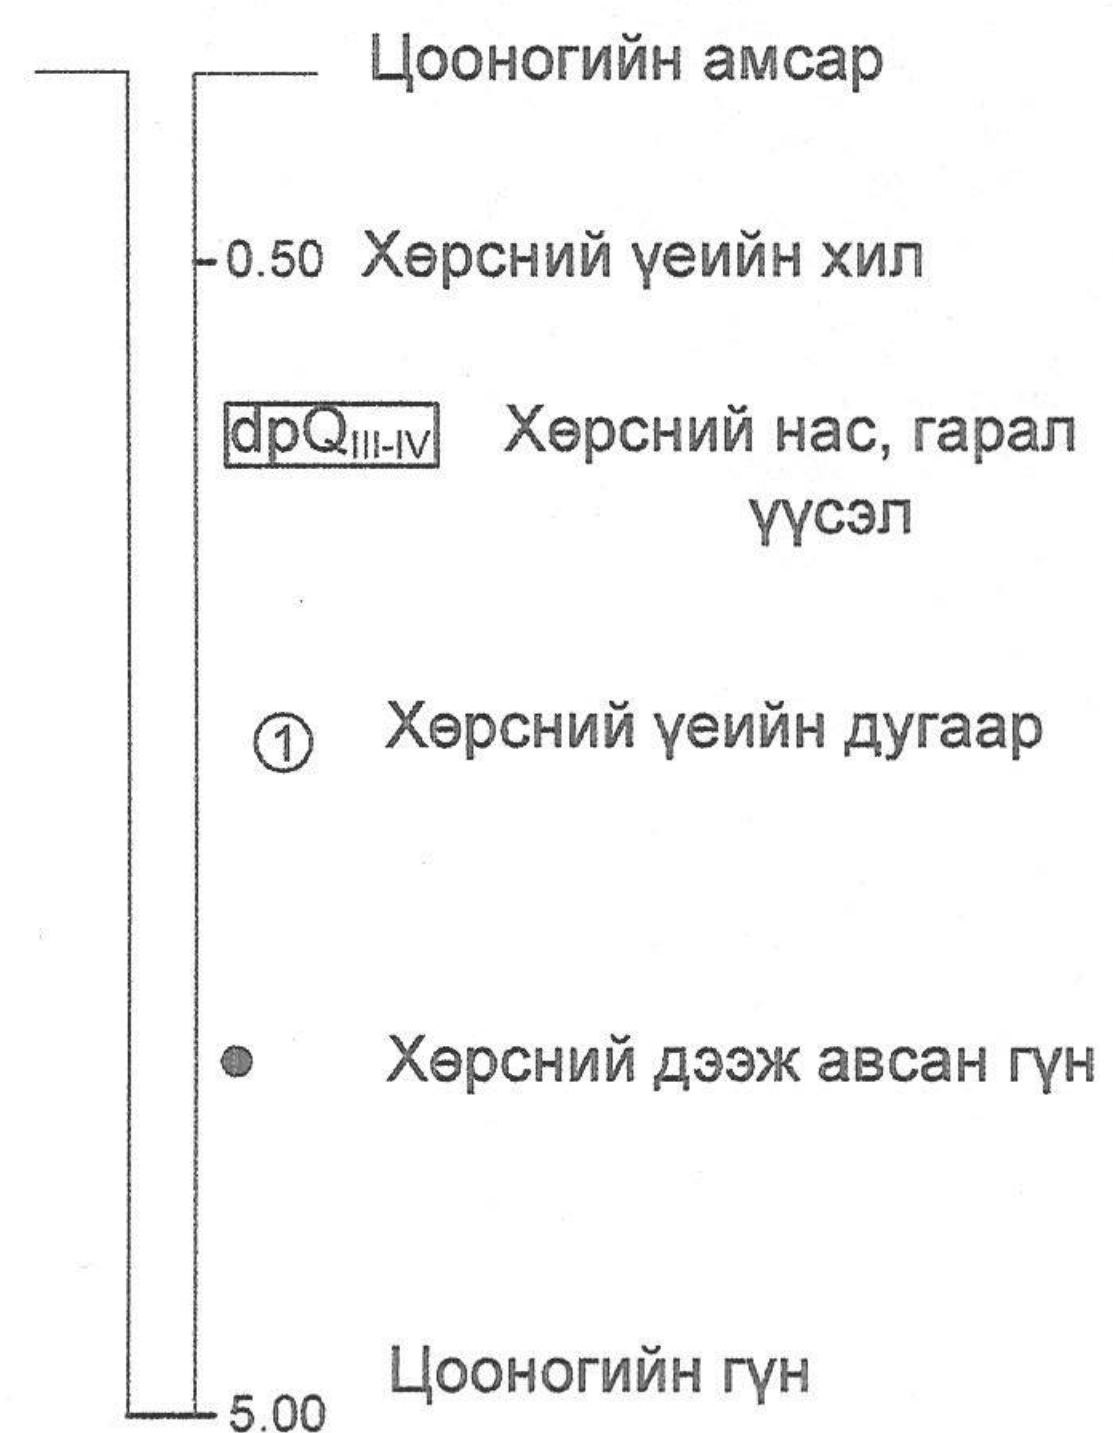 Цооногийн амсар
0.50 Хөрсний үеийн хил
dpQIII-IV Хөрсний нас, гарал
үүсэл
1 Хөрсний үеийн дугаар
Хөрсний дээж авсан гүн
Цооногийн гүн
5.00